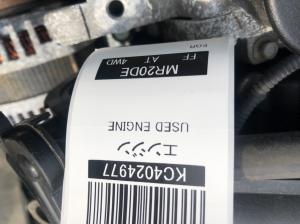 KC4024977
エンジン
USED ENGINE
MR20DE
FF AT 4WD